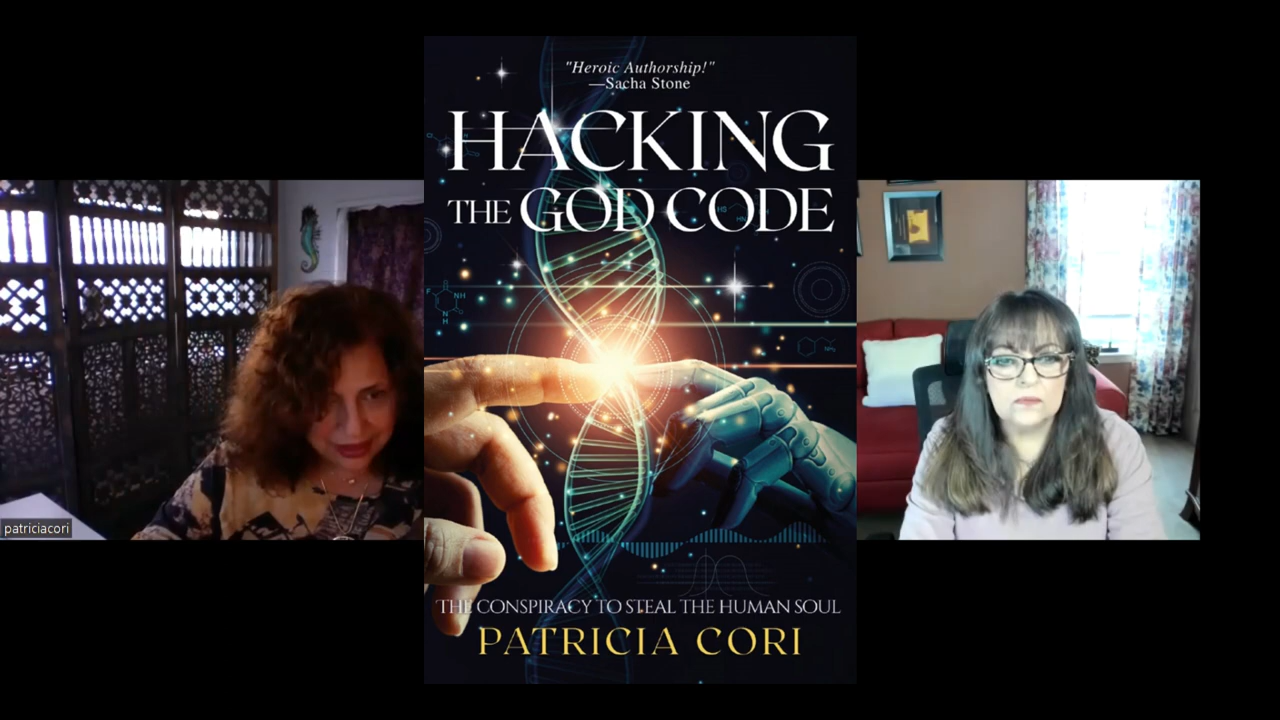 "Heroic Authorship!"
—Sacha Stone
HACKING
THE GOD CODE
THE CONSPIRACY TO STEAL THE HUMAN SOUL
PATRICIA CORI
patriciacori